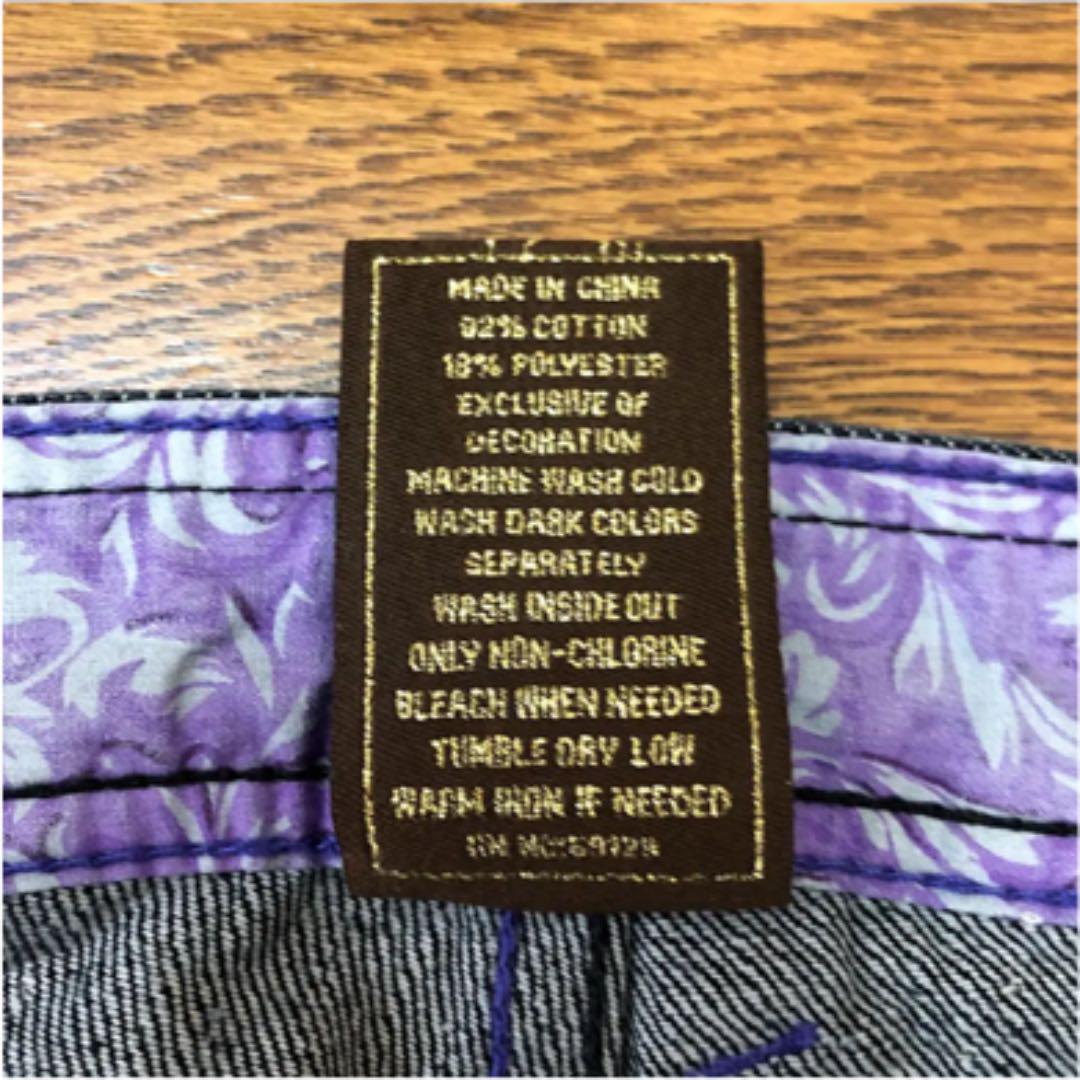 MADE IN CHINA
82% COTTON
18% POLYESTER
EXCLUSIVE OF
DECORATION
MACHINE WASH COLD
WASH DARK COLORS
SEPARATELY
WASH INSIDE OUT
ONLY NON-CHLORINE
BLEACH WHEN NEEDED
TUMBLE DRY LOW
WARM IRON IF NEEDED
RN